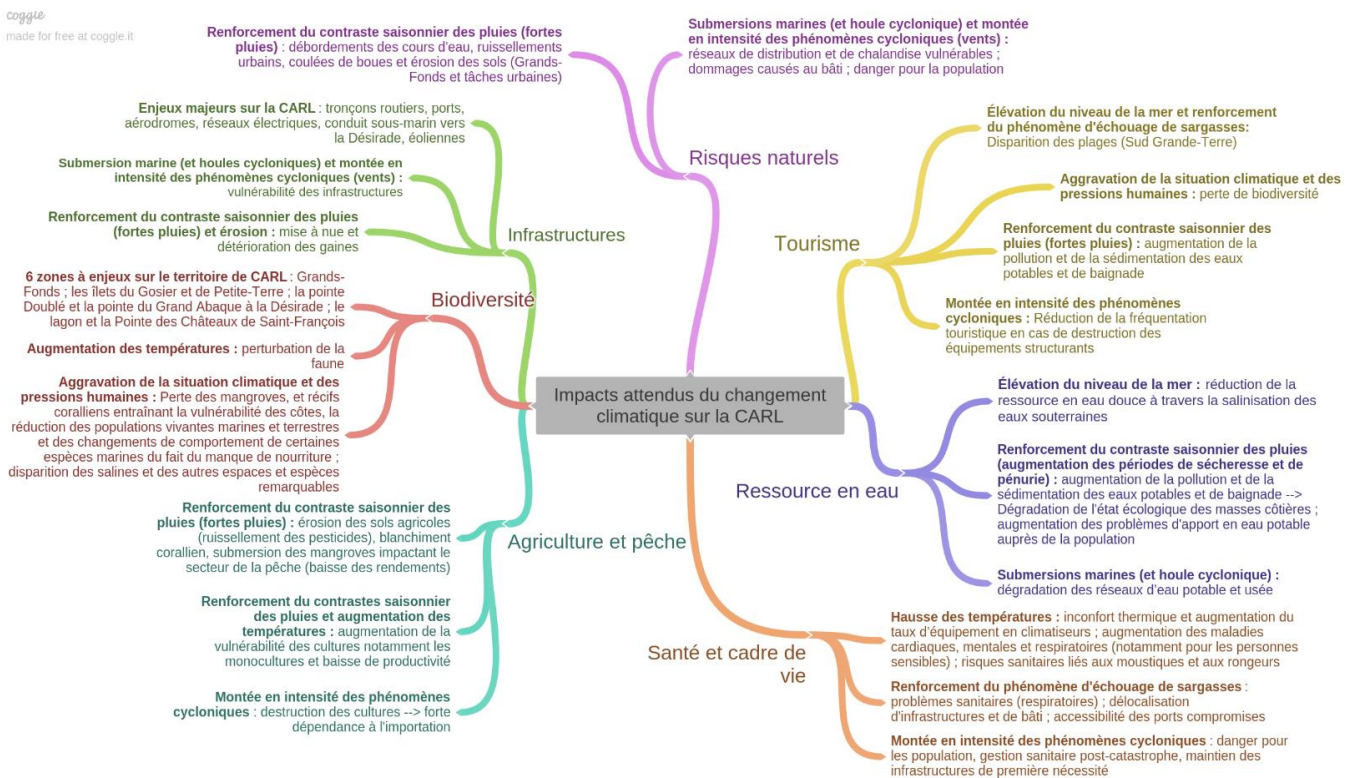 coggle
made for free at coggle.it
Renforcement du contraste saisonnier des pluies (fortes
pluies) : débordements des cours d'eau, ruissellements
urbains, coulées de boues et érosion des sols (Grands-
Fonds et tâches urbaines)
Submersions marines (et houle cyclonique) et montée
en intensité des phénomènes cycloniques (vents) :
réseaux de distribution et de chalandise vulnérables ;
dommages causés au bâti ; danger pour la population
Risques naturels
Enjeux majeurs sur la CARL : tronçons routiers, ports,
aérodromes, réseaux électriques, conduit sous-marin vers
la Désirade, éoliennes
Submersion marine (et houles cycloniques) et montée en
intensité des phénomènes cycloniques (vents) :
vulnérabilité des infrastructures
Renforcement du contraste saisonnier des pluies
(fortes pluies) et érosion : mise à nue et
détérioration des gaines
Infrastructures
6 zones à enjeux sur le territoire de CARL : Grands-
Fonds ; les îlets du Gosier et de Petite-Terre ; la pointe
Doublé et la pointe du Grand Abaque à la Désirade ; le
lagon et la Pointe des Châteaux de Saint-François
Augmentation des températures : perturbation de la
faune
Aggravation de la situation climatique et des
pressions humaines : Perte des mangroves, et récifs
coralliens entraînant la vulnérabilité des côtes, la
réduction des populations vivantes marines et terrestres
et des changements de comportement de certaines
espèces marines du fait du manque de nourriture ;
disparition des salines et des autres espaces et espèces
remarquables
Biodiversité
Renforcement du contraste saisonnier des
pluies (fortes pluies) : érosion des sols agricoles
(ruissellement des pesticides), blanchiment
corallien, submersion des mangroves impactant le
secteur de la pêche (baisse des rendements)
Renforcement du contrastes saisonnier
des pluies et augmentation des
températures : augmentation de la
vulnérabilité des cultures notamment les
monocultures et baisse de productivité
Montée en intensité des phénomènes
cycloniques : destruction des cultures --> forte
dépendance à l'importation
Agriculture et pêche
Impacts attendus du changement
climatique sur la CARL
Tourisme
Élévation du niveau de la mer et renforcement
du phénomène d'échouage de sargasses:
Disparition des plages (Sud Grande-Terre)
Aggravation de la situation climatique et des
pressions humaines : perte de biodiversité
Renforcement du contraste saisonnier des
pluies (fortes pluies) : augmentation de la
pollution et de la sédimentation des eaux
potables et de baignade
Montée en intensité des phénomènes
cycloniques : Réduction de la fréquentation
touristique en cas de destruction des
équipements structurants
Ressource en eau
Élévation du niveau de la mer : réduction de la
ressource en eau douce à travers la salinisation des
eaux souterraines
Renforcement du contraste saisonnier des pluies
(augmentation des périodes de sécheresse et de
pénurie) : augmentation de la pollution et de la
sédimentation des eaux potables et de baignade -->
Dégradation de l'état écologique des masses côtières ;
augmentation des problèmes d'apport en eau potable
auprès de la population
Submersions marines (et houle cyclonique) :
dégradation des réseaux d'eau potable et usée
Santé et cadre de
vie
Hausse des températures : inconfort thermique et augmentation du
taux d'équipement en climatiseurs ; augmentation des maladies
cardiaques, mentales et respiratoires (notamment pour les personnes
sensibles) ; risques sanitaires liés aux moustiques et aux rongeurs
Renforcement du phénomène d'échouage de sargasses :
problèmes sanitaires (respiratoires) ; délocalisation
d'infrastructures et de bâti ; accessibilité des ports compromises
Montée en intensité des phénomènes cycloniques : danger pour
les population, gestion sanitaire post-catastrophe, maintien des
infrastructures de première nécessité